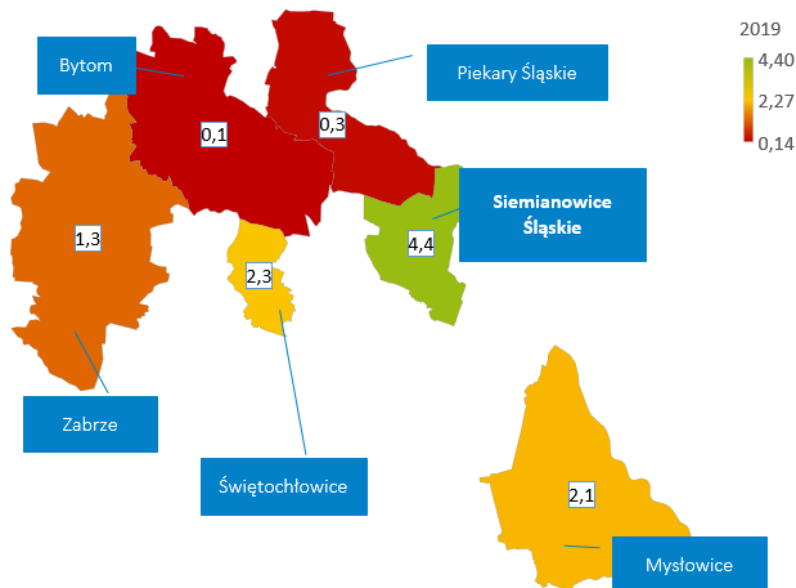 2019
4,40
2,27
0,14
Bytom
Piekary Śląskie
0,1
0,3
Siemianowice
Śląskie
1,3
4,4
2,3
Zabrze
Świętochłowice
2,1
Mysłowice